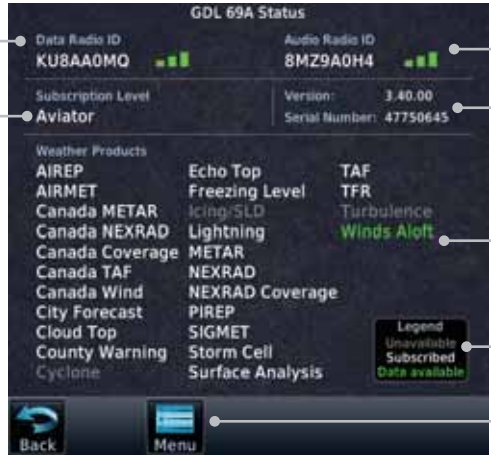 GDL 69A Status
Data Radio ID
KU8AA0MQ
Audio Radio ID
8MZ9A0H4
Subscription Level
Aviator
Version: 3.40.00
Serial Number: 47750645
Weather Products
AIREP
AIRMET
Canada METAR
Canada NEXRAD
Canada Coverage
Canada TAF
Canada Wind
City Forecast
Cloud Top
County Warning
Cyclone
Echo Top
Freezing Level
Icing/SLD
Lightning
METAR
NEXRAD
NEXRAD Coverage
PIREP
SIGMET
Storm Cell
Surface Analysis
TAF
TFR
Turbulence
Winds Aloft
Legend
Unavailable
Subscribed
Data available
Back
Menu